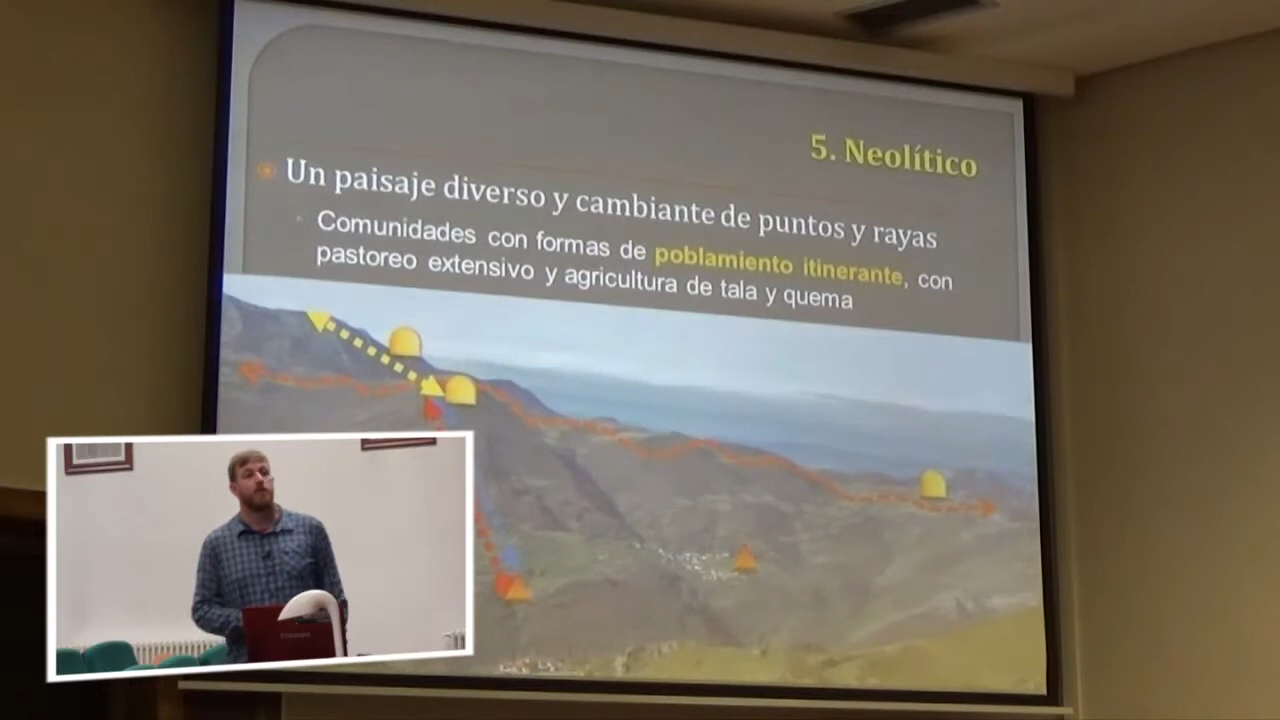 5. Neolítico
Un paisaje diverso y cambiante de puntos y rayas
Comunidades con formas de poblamiento itinerante, con
pastoreo extensivo y agricultura de tala y quema
TOSHIBA